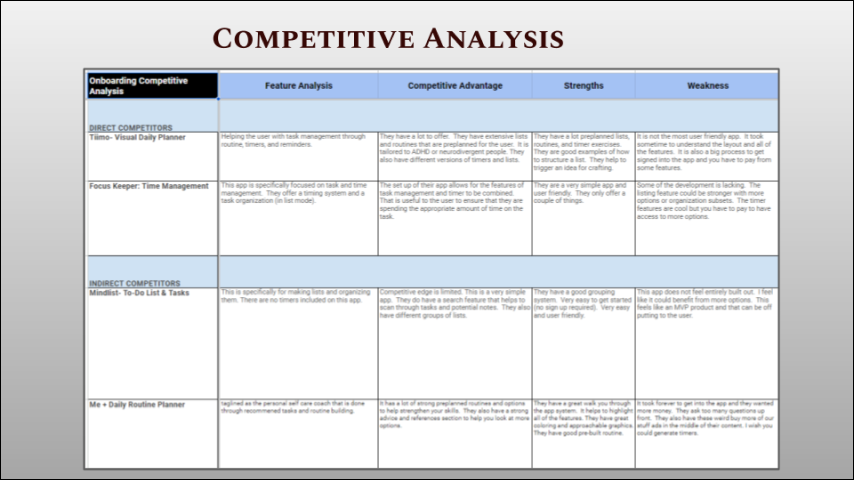 Competitive Analysis
Onboarding Competitive
Analysis
Feature Analysis
Competitive Advantage
Strengths
Weakness
DIRECT COMPETITORS
Tiimo- Visual Daily Planner
Helping the user with task management through
routine, timers, and reminders.
They have a lot to offer. They have extensive lists
and routines that are preplanned for the user. It is
tailored to ADHD or neurodivergent people. They
also have different versions of timers and lists.
They have a lot preplanned lists,
routines, and timer exercises.
They are good examples of how
to structure a list. They help to
trigger an idea for crafting.
It is not the most user friendly app. It took
sometime to understand the layout and all of
the features. It is also a big process to get
signed into the app and you have to pay from
some features.
Focus Keeper: Time Management
This app is specifically focused on task and time
management. They offer a timing system and a
task organization (in list mode).
The set up of their app allows for the features of
task management and timer to be combined.
That is useful to the user to ensure that they are
spending the appropriate amount of time on the
task.
They are a very simple app and
user friendly. They only offer a
couple of things.
Some of the development is lacking. The
listing feature could be stronger with more
options or organization subsets. The timer
features are cool but you have to pay to have
access to more options.
INDIRECT COMPETITORS
Mindlist- To-Do List & Tasks
This is specifically for making lists and organizing
them. There are no timers included on this app.
Competitive edge is limited. This is a very simple
app. They do have a search feature that helps to
scan through tasks and potential notes. They also
have different groups of lists.
They have a good grouping
system. Very easy to get started
(no sign up required). Very easy
and user friendly.
This app does not feel entirely built out. I feel
like it could benefit from more options. This
feels like an MVP product and that can be off
putting to the user.
Me + Daily Routine Planner
taglined as the personal self care coach that is done
through recommened tasks and routine building.
It has a lot of strong preplanned routines and options
to help strengthen your skills. They also have a strong
advice and references section to help you look at more
options.
They have a great walk you through
the app system. It helps to highlight
all of the features. They have great
coloring and approachable graphics.
They have good pre-built routine.
It took forever to get into the app and they wanted
more money. They ask too many questions up
front. They also have these weird buy more of our
stuff ads in the middle of their content. I wish you
could generate timers.